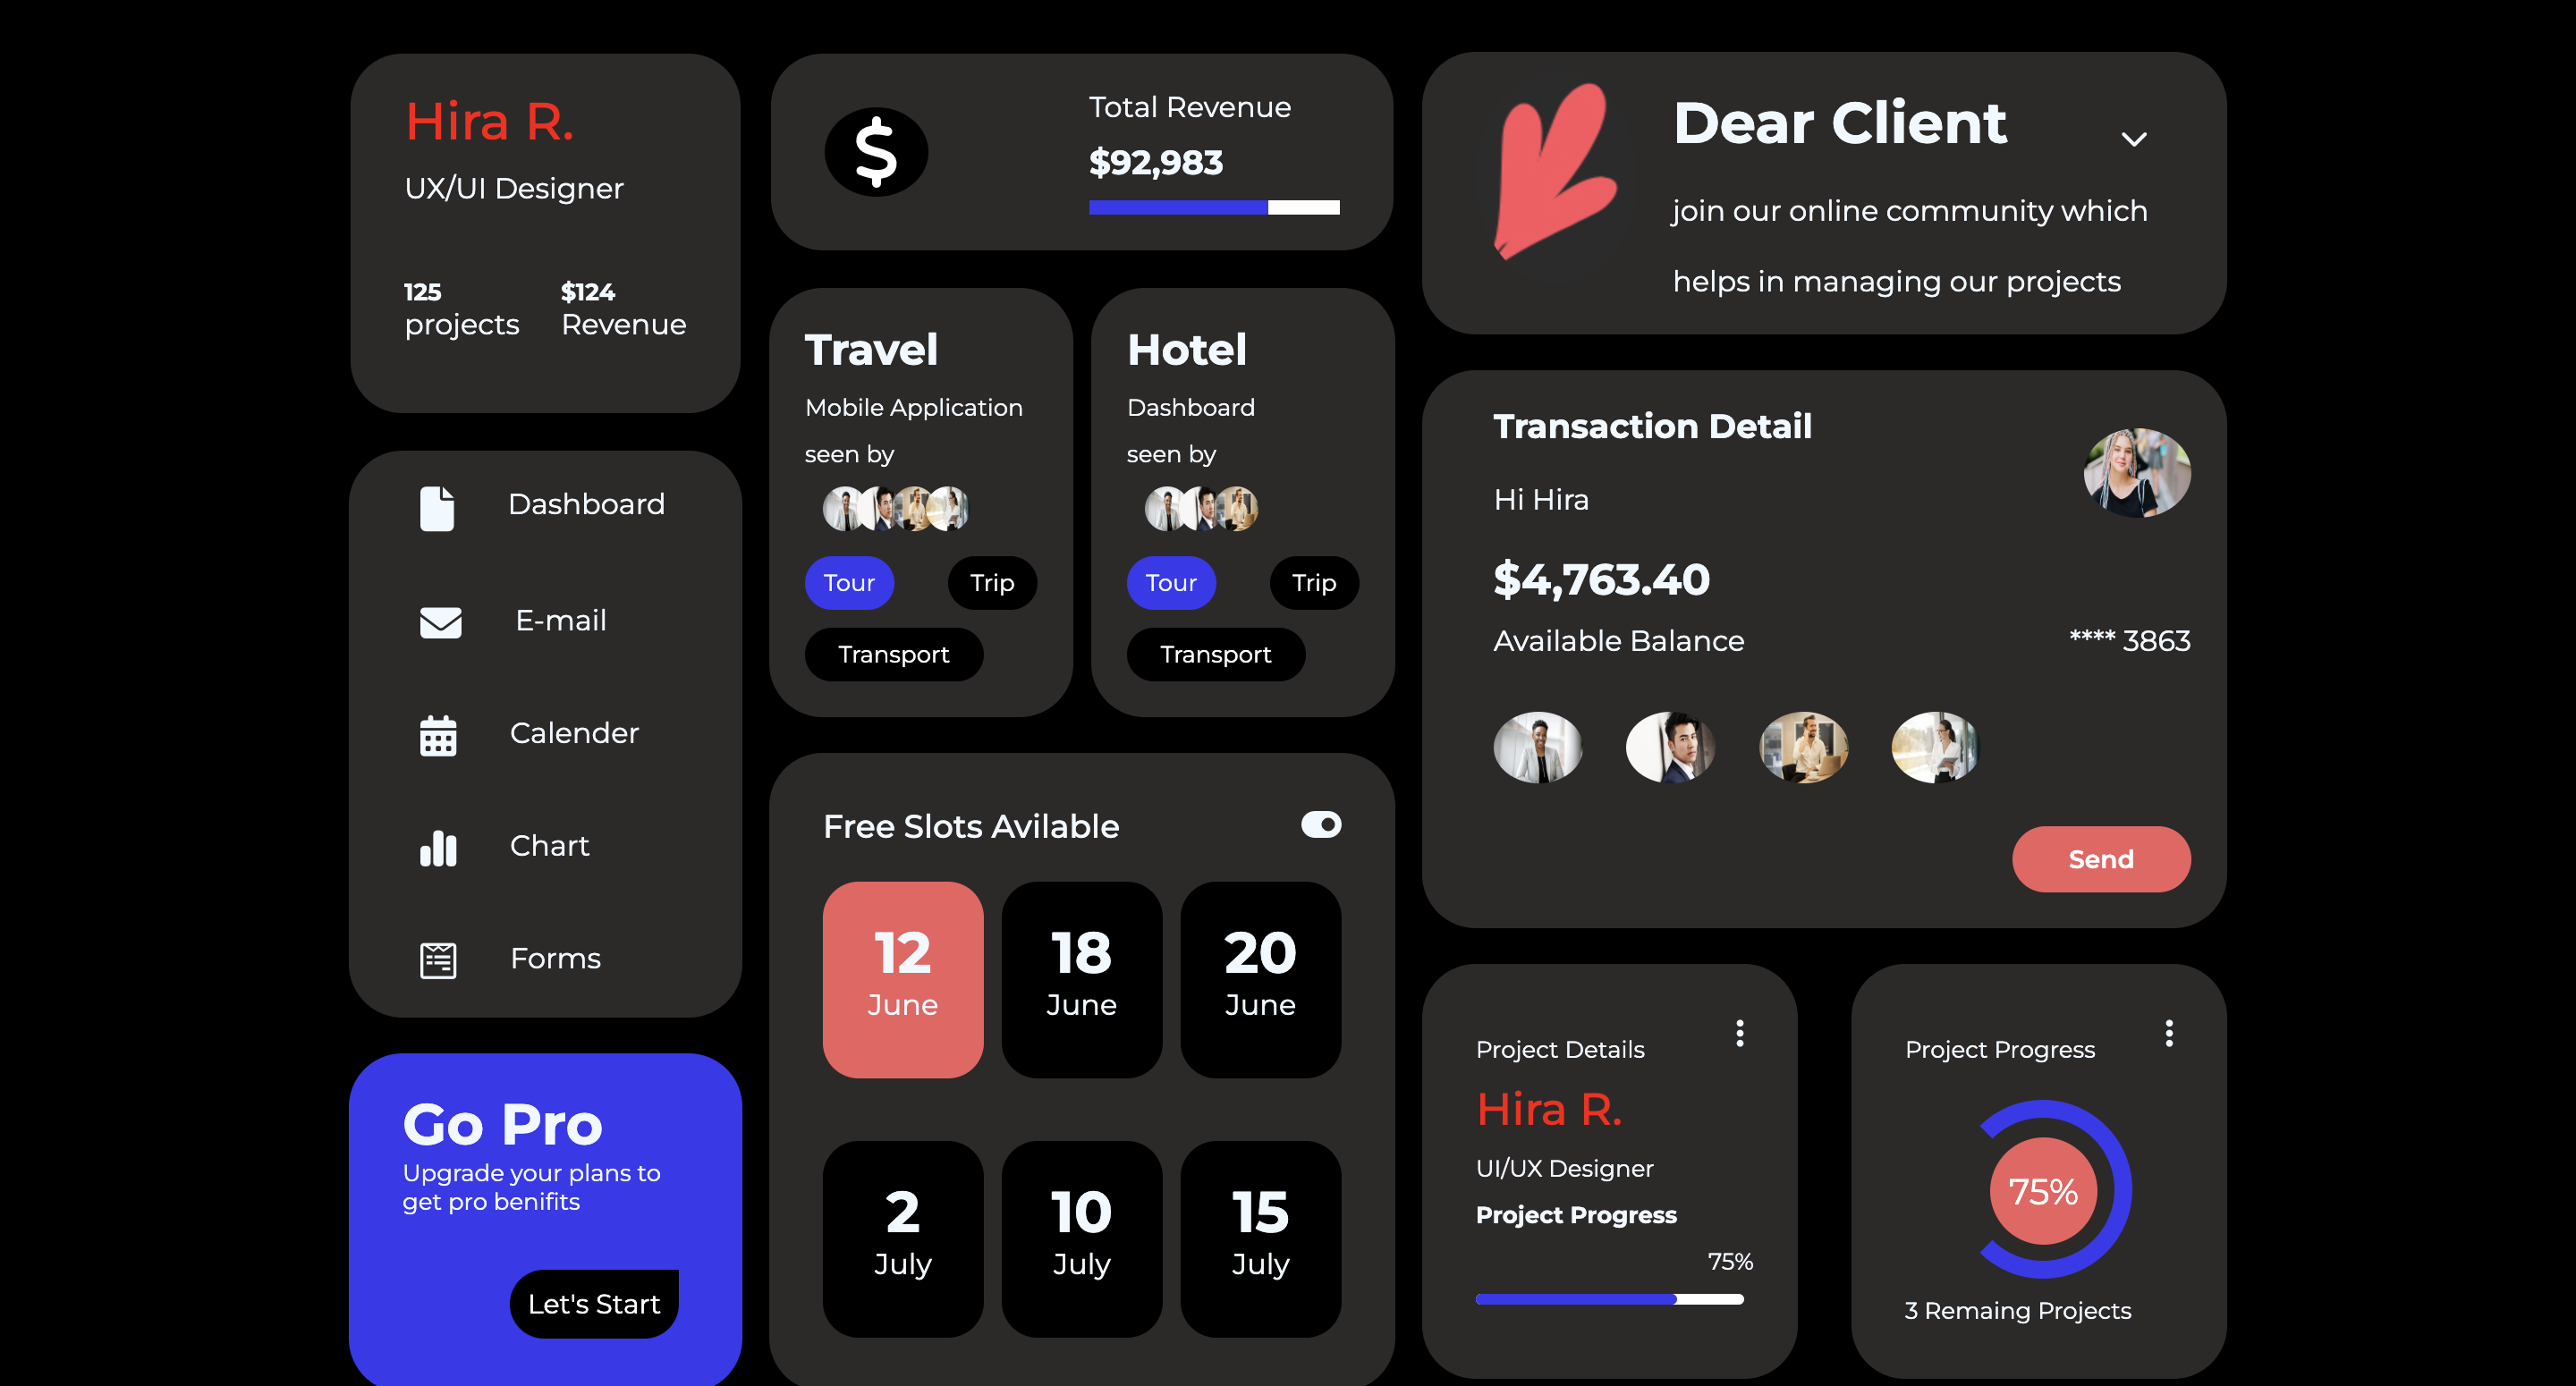 Hira R.
UX/UI Designer
125
projects
$124
Revenue
Dashboard
E-mail
Calender
Chart
Forms
Go Pro
Upgrade your plans to
get pro benifits
Let's Start
$
Total Revenue
$92,983
Travel
Mobile Application
seen by
Tour
Trip
Transport
Hotel
Dashboard
seen by
Tour
Trip
Transport
Free Slots Avilable
12
June
18
June
20
June
2
July
10
July
15
July
Dear Client
join our online community which
helps in managing our projects
Transaction Detail
Hi Hira
$4,763.40
Available Balance
**** 3863
Send
Project Details
Hira R.
UI/UX Designer
Project Progress
75%
Project Progress
75%
3 Remaing Projects